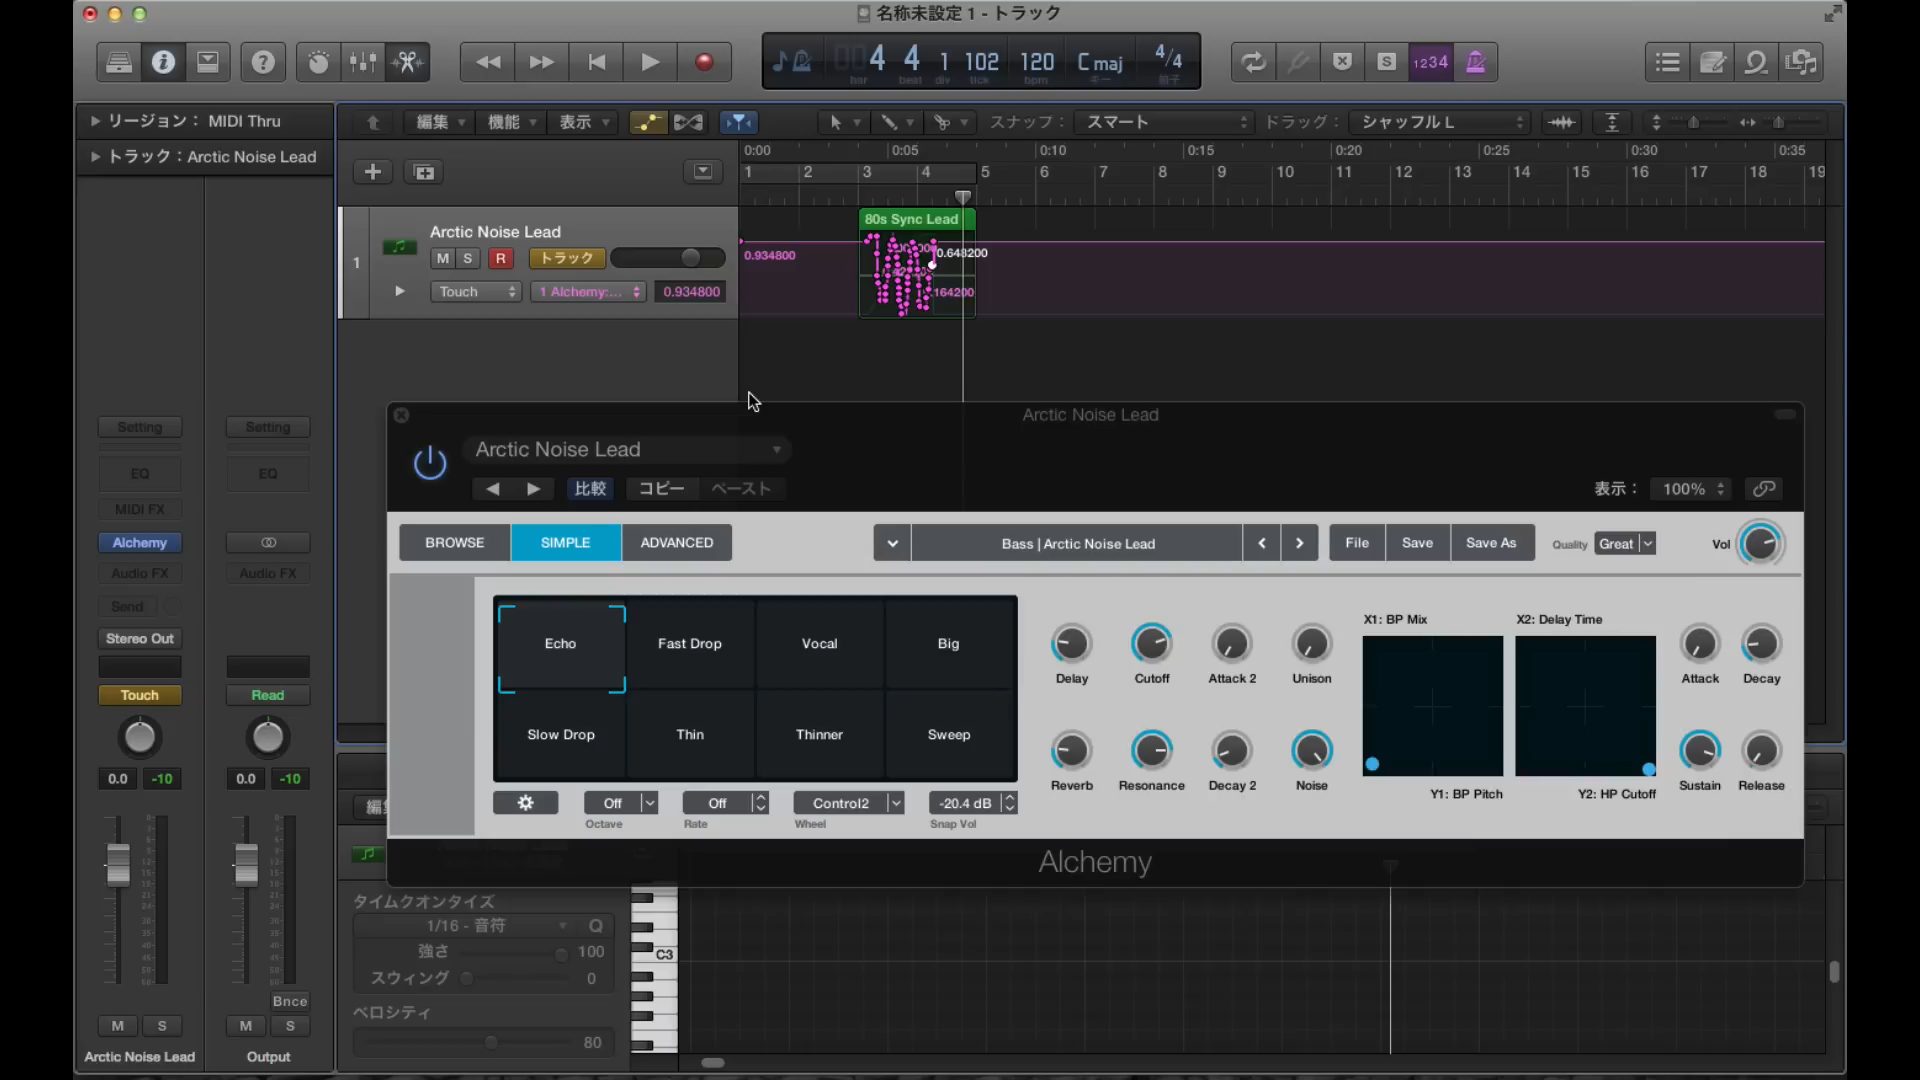 名称未設定 1 - トラック
4 4 1 102 120 C maj 4/4
bar beat div tick bpm キー 拍子
S 1234
リージョン： MIDI Thru
編集 機能 表示 スナップ： スマート ドラッグ： シャッフル L
トラック：Arctic Noise Lead
0:00 0:05 0:10 0:15 0:20 0:25 0:30 0:35
1 2 3 4 5 6 7 8 9 10 11 12 13 14 15 16 17 18 19
80s Sync Lead
Arctic Noise Lead
1 M S R トラック
0.934800 0.648200
Touch 1 Alchemy:... 0.934800
164200
Arctic Noise Lead
Arctic Noise Lead
比較 コピー ペースト 表示： 100%
BROWSE SIMPLE ADVANCED Bass | Arctic Noise Lead File Save Save As Quality Great Vol
Echo Fast Drop Vocal Big
Slow Drop Thin Thinner Sweep
Off Off Control2 -20.4 dB
Octave Rate Wheel Snap Vol
Delay Cutoff Attack 2 Unison
Reverb Resonance Decay 2 Noise
X1: BP Mix X2: Delay Time
Y1: BP Pitch Y2: HP Cutoff
Attack Decay
Sustain Release
Alchemy
Setting Setting
EQ EQ
MIDI FX
Alchemy
Audio FX Audio FX
Send
Stereo Out
Touch Read
0.0 -10 0.0 -10
Bnce
M S M S
Arctic Noise Lead Output
編
タイムクオンタイズ
1/16 - 音符 Q
強さ 100
スウィング 0
ベロシティ
80
C3